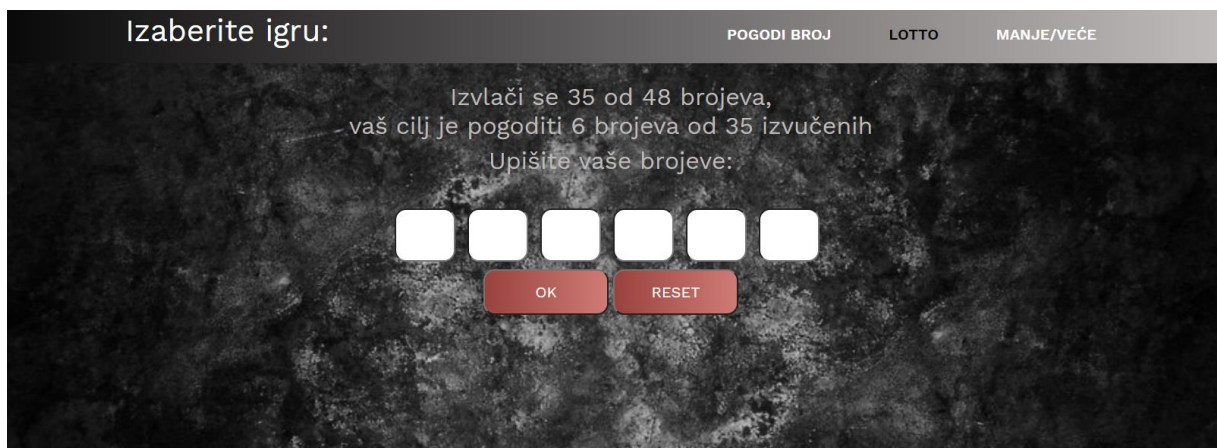 Izaberite igru:
POGODI BROJ LOTTO MANJE/VEĆE
Izvlači se 35 od 48 brojeva,
vaš cilj je pogoditi 6 brojeva od 35 izvučenih
Upišite vaše brojeve:
OK RESET